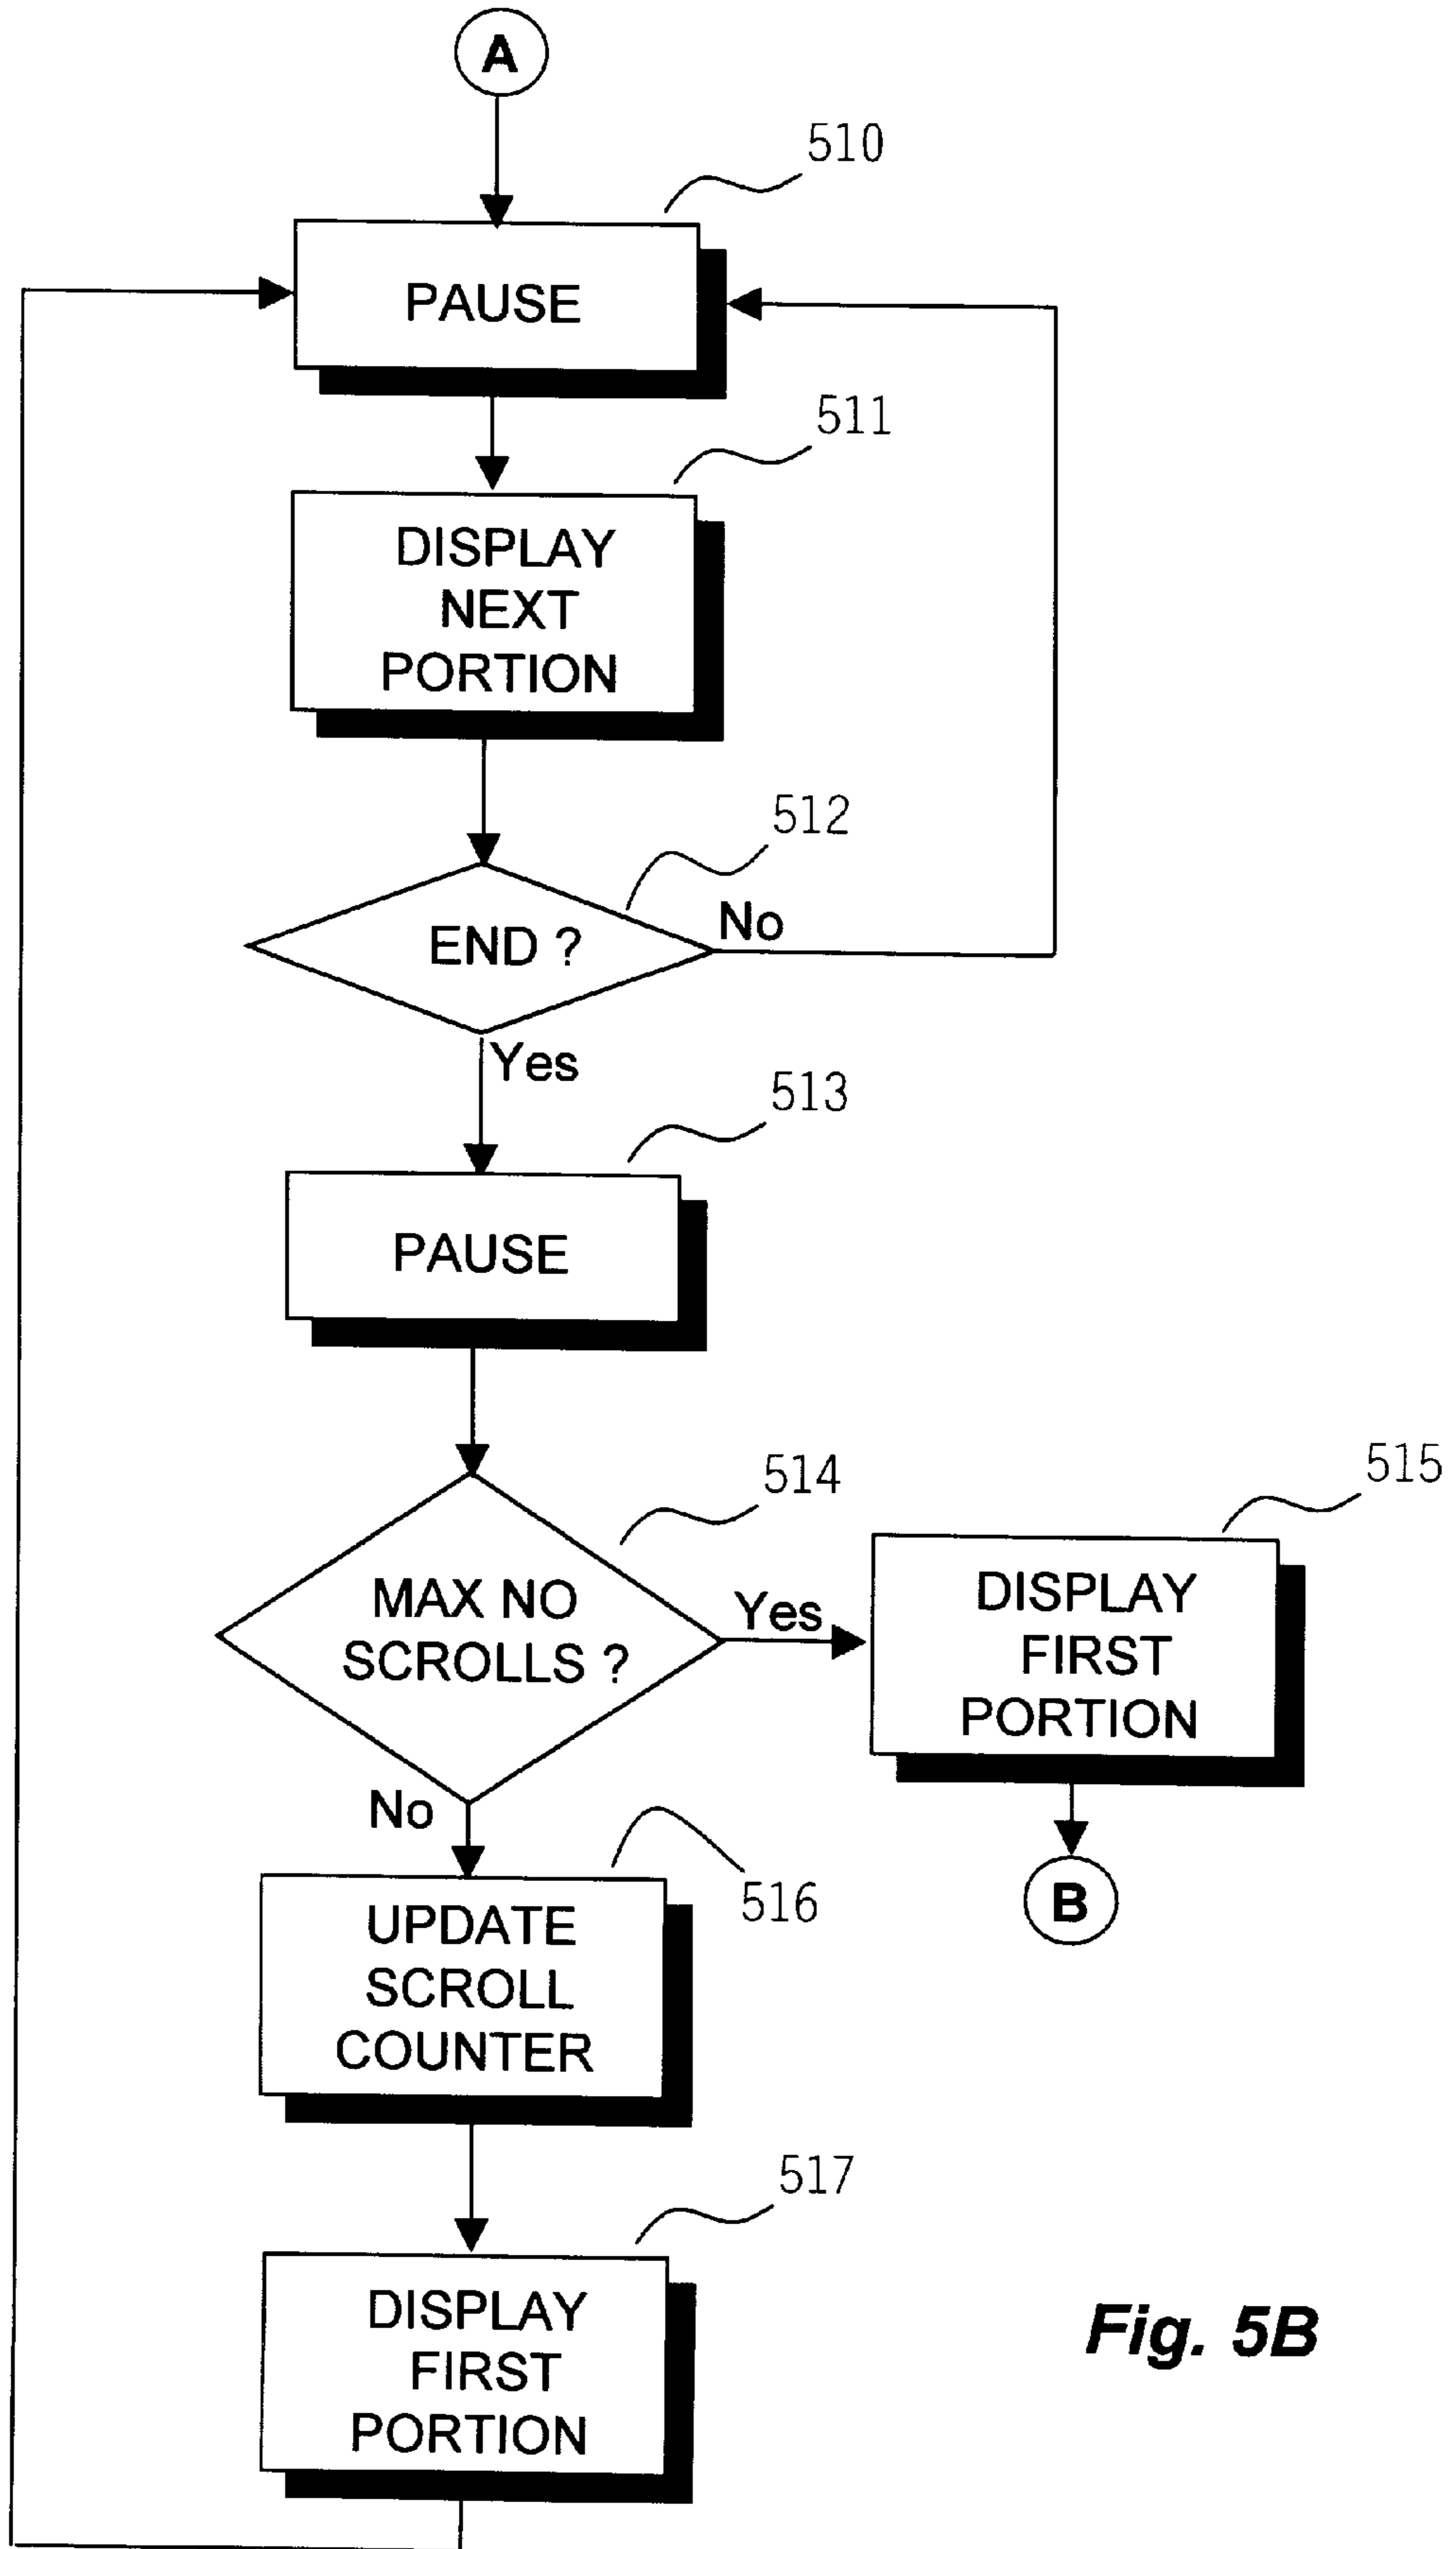 A
510
PAUSE
511
DISPLAY
NEXT
PORTION
512
END ?
No
Yes
513
PAUSE
514
515
MAX NO
SCROLLS ?
Yes
DISPLAY
FIRST
PORTION
No
516
B
UPDATE
SCROLL
COUNTER
517
DISPLAY
FIRST
PORTION
Fig. 5B